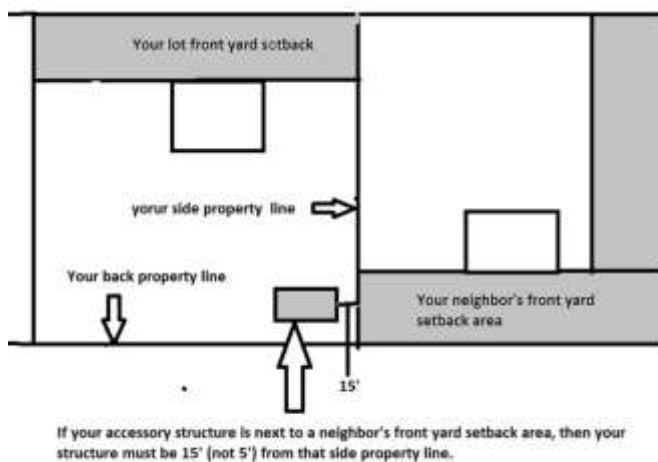 Your lot front yard sotback
yorur side property line
Your back property line
Your neighbor's front yard
setback area
15'
If your accessory structure is next to a neighbor's front yard setback area, then your
structure must be 15' (not 5') from that side property line.